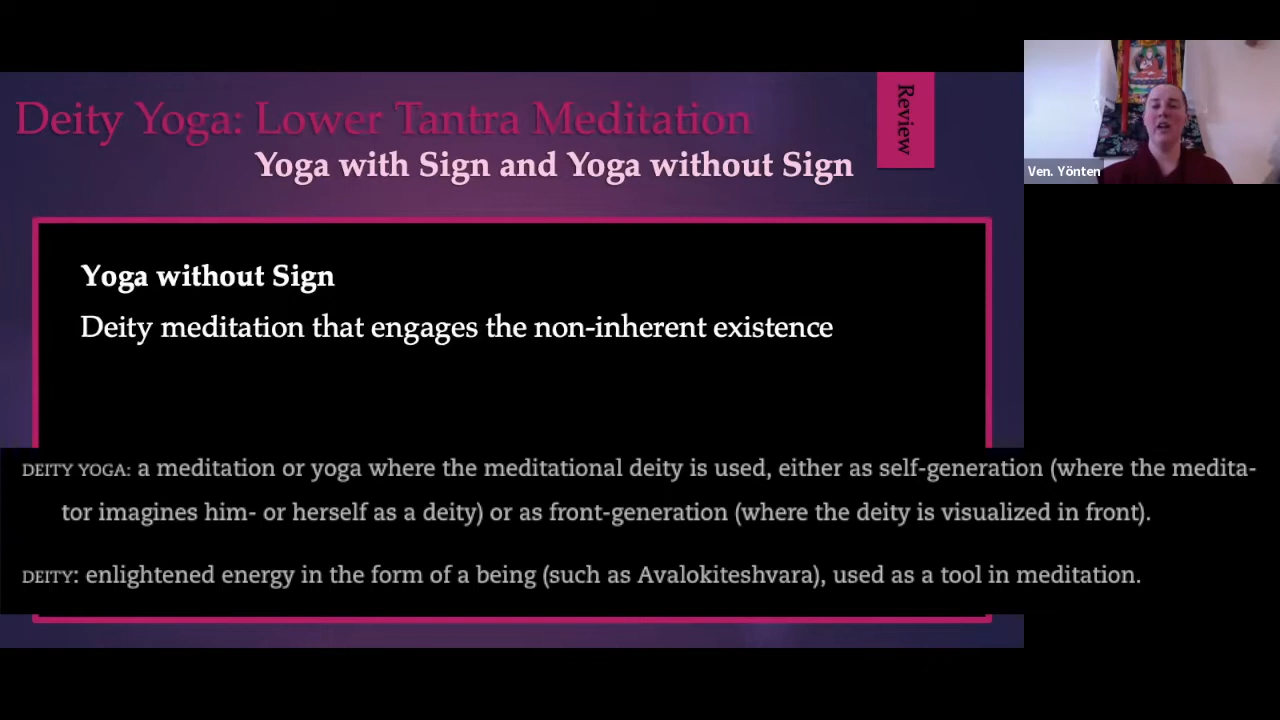 Deity Yoga: Lower Tantra Meditation
Yoga with Sign and Yoga without Sign
Review
Ven. Yönten
Yoga without Sign
Deity meditation that engages the non-inherent existence
DEITY YOGA: a meditation or yoga where the meditational deity is used, either as self-generation (where the medita-
tor imagines him- or herself as a deity) or as front-generation (where the deity is visualized in front).
DEITY: enlightened energy in the form of a being (such as Avalokiteshvara), used as a tool in meditation.